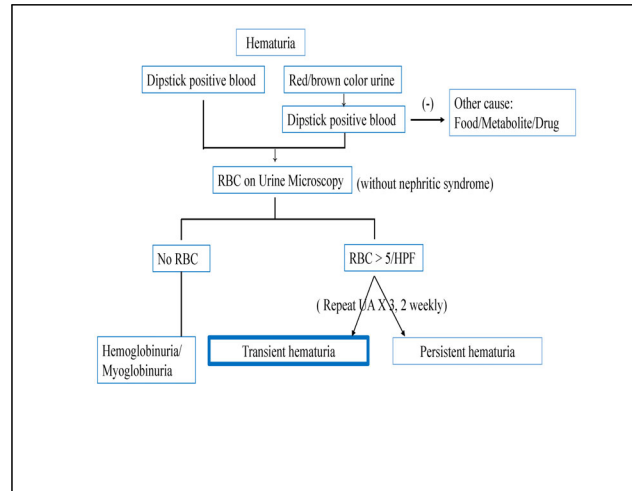 Hematuria
Dipstick positive blood
Red/brown color urine
Dipstick positive blood
(-)
Other cause:
Food/Metabolite/Drug
RBC on Urine Microscopy
(without nephritic syndrome)
No RBC
RBC > 5/HPF
( Repeat UA X 3, 2 weekly)
Hemoglobinuria/
Myoglobinuria
Transient hematuria
Persistent hematuria